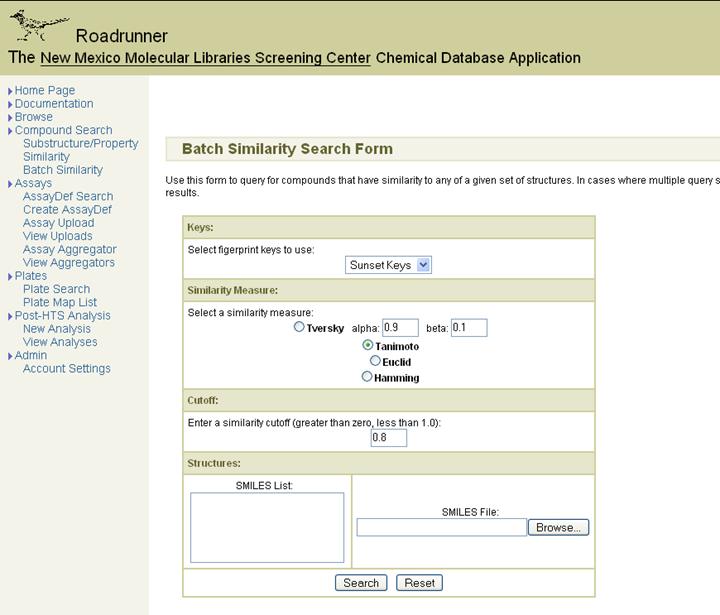 Roadrunner
The New Mexico Molecular Libraries Screening Center Chemical Database Application
Home Page
Documentation
Browse
Compound Search
Substructure/Property
Similarity
Batch Similarity
Assays
AssayDef Search
Create AssayDef
Assay Upload
View Uploads
Assay Aggregator
View Aggregators
Plates
Plate Search
Plate Map List
Post-HTS Analysis
New Analysis
View Analyses
Admin
Account Settings
Batch Similarity Search Form
Use this form to query for compounds that have similarity to any of a given set of structures. In cases where multiple query s
results.
Keys:
Select figerprint keys to use:
Sunset Keys
Similarity Measure:
Select a similarity measure:
Tversky alpha: 0.9 beta: 0.1
Tanimoto
Euclid
Hamming
Cutoff:
Enter a similarity cutoff (greater than zero, less than 1.0):
0.8
Structures:
SMILES List:
SMILES File:
Browse...
Search Reset